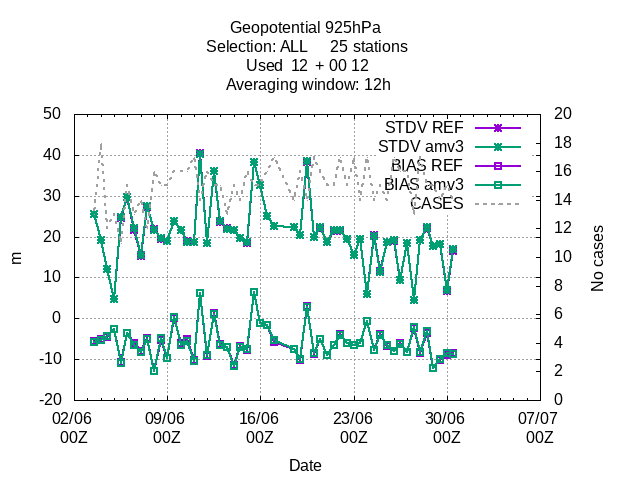 Geopotential 925hPa
Selection: ALL 25 stations
Used 12 + 00 12
Averaging window: 12h
50 20
STDV REF
18
STDV amv3
40 16
BIAS REF
BIAS amv3
30 14
CASES
20 12
m
10 10
No cases
8
0 6
-10 4
2
-20 0
02/06 09/06 16/06 23/06 30/06 07/07
00Z 00Z 00Z 00Z 00Z 00Z
Date